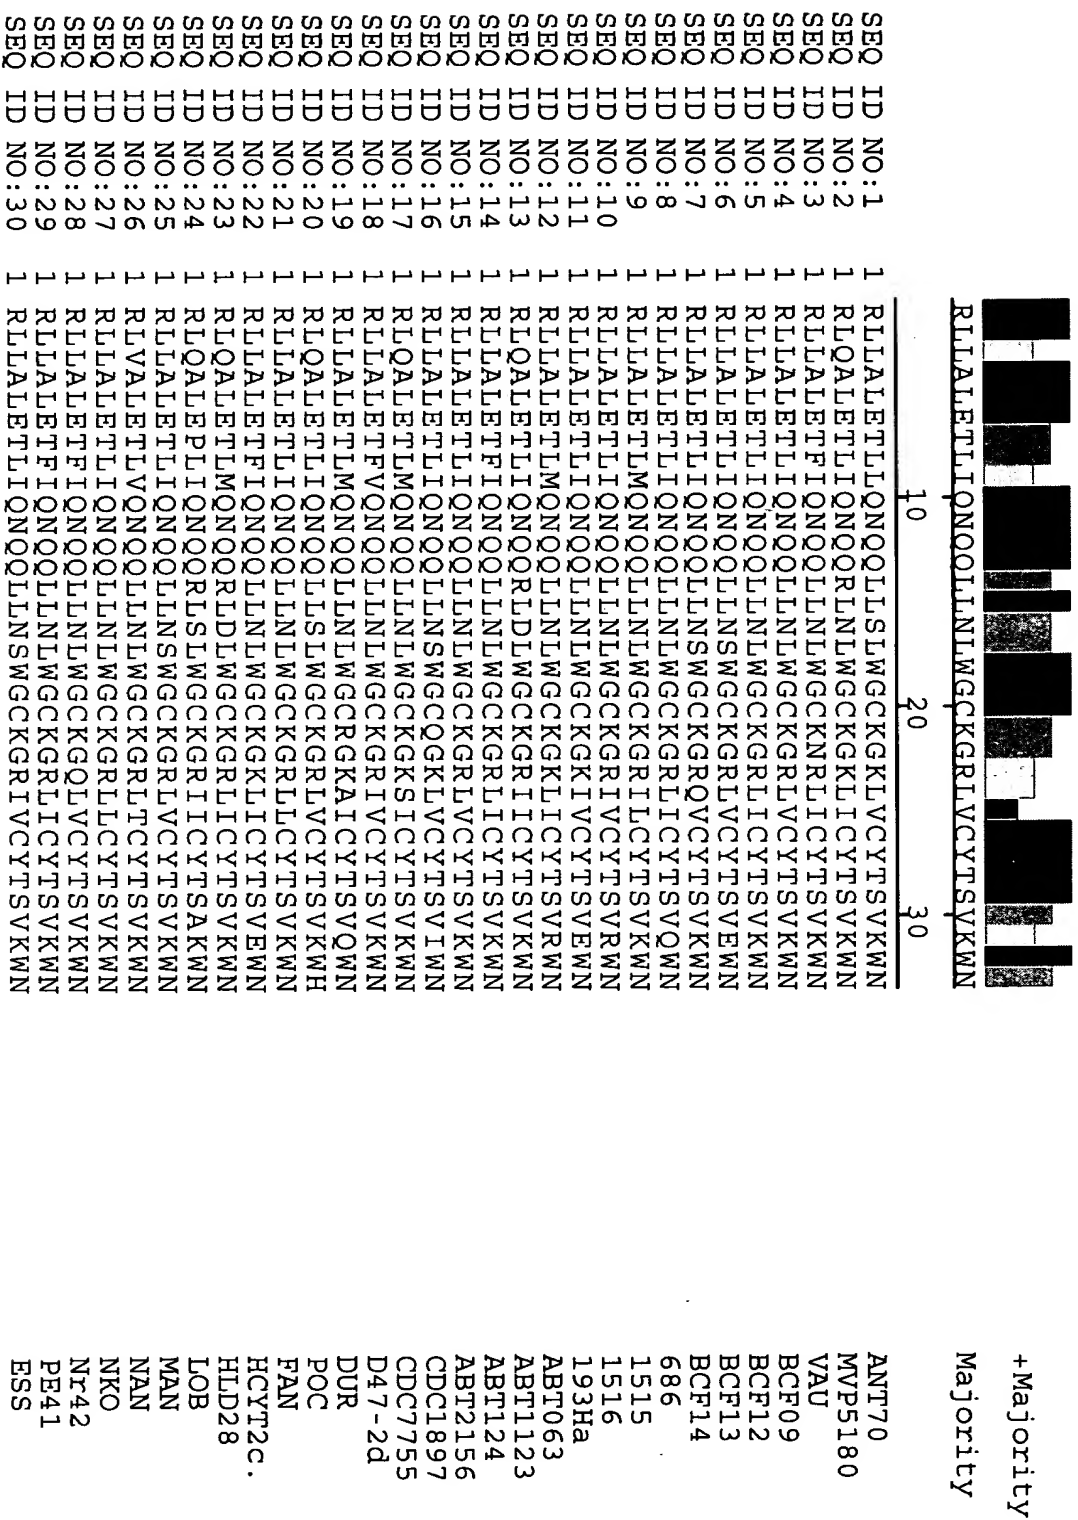 +Majority
RLLALETLIQNQQLLNLWGCKGRLVCYTSVKWN Majority
10 20 30
SEQ ID NO:1 1 RLLALETLLQNQQLLSLWGCKGKLVCYTSVKWN ANT70
SEQ ID NO:2 1 RLQALETLIQNQQRLNLWGCKGKLICYTSVKWN MVP5180
SEQ ID NO:3 1 RLLALETFIQNQQLLNLWGCKNRLICYTSVKWN VAU
SEQ ID NO:4 1 RLLALETLIQNQQLLNLWGCKGRLVCYTSVKWN BCF09
SEQ ID NO:5 1 RLLALETLIQNQQLLNLWGCKGRLICYTSVKWN BCF12
SEQ ID NO:6 1 RLLALETLIQNQQLLNSWGCKGRLVCYTSVEWN BCF13
SEQ ID NO:7 1 RLLALETLIQNQQLLNSWGCKGRQVCYTSVKWN BCF14
SEQ ID NO:8 1 RLLALETLIQNQQLLNLWGCKGRLICYTSVQWN 686
SEQ ID NO:9 1 RLLALETLMQNQQLLNLWGCKGRILCYTSVKWN 1515
SEQ ID NO:10 1 RLLALETLIQNQQLLNLWGCKGRIVCYTSVRWN 1516
SEQ ID NO:11 1 RLLALETLIQNQQLLNLWGCKGKIVCYTSVEWN 193Ha
SEQ ID NO:12 1 RLLALETLMQNQQLLNLWGCKGKLICYTSVRWN ABT063
SEQ ID NO:13 1 RLQALETLIQNQQRLDLWGCKGRIICYTSVKWN ABT1123
SEQ ID NO:14 1 RLLALETFIQNQQLLNLWGCKGRLICYTSVKWN ABT124
SEQ ID NO:15 1 RLLALETLIQNQQLLNLWGCKGRLVCYTSVKWN ABT2156
SEQ ID NO:16 1 RLLALETLIQNQQLLNSWGCQGKLVCYTSVIWN CDC1897
SEQ ID NO:17 1 RLQALETLMQNQQLLNLWGCKGKSICYTSVKWN CDC7755
SEQ ID NO:18 1 RLLALETFVQNQQLLNLWGCKGRIVCYTSVKWN D47-2d
SEQ ID NO:19 1 RLLALETLMQNQQLLNLWGCRGKAICYTSVQWN DUR
SEQ ID NO:20 1 RLQALETLIQNQQLLSLWGCKGRLVCYTSVKWH POC
SEQ ID NO:21 1 RLLALETLIQNQQLLNLWGCKGRLLCYTSVKWN FAN
SEQ ID NO:22 1 RLLALETFIQNQQLLNLWGCKGKLICYTSVEWN HCYT2c.
SEQ ID NO:23 1 RLQALETLMQNQQRLDLWGCKGRLICYTSVKWN HLD28
SEQ ID NO:24 1 RLQALEPLIQNQQRLSLWGCKGRIICYTSAKWN LOB
SEQ ID NO:25 1 RLLALETLIQNQQLLNSWGCKGRLVCYTSVKWN MAN
SEQ ID NO:26 1 RLVALETLVQNQQLLNLWGCKGRLTCYTSVKWN NAN
SEQ ID NO:27 1 RLLALETLIQNQQLLNLWGCKGRLLCYTSVKWN NKO
SEQ ID NO:28 1 RLLALETFIQNQQLLNLWGCKGQLVCYTSVKWN Nr42
SEQ ID NO:29 1 RLLALETFIQNQQLLNLWGCKGRLICYTSVKWN PE41
SEQ ID NO:30 1 RLLALETLIQNQQLLNSWGCKGRIVCYTSVKWN ESS